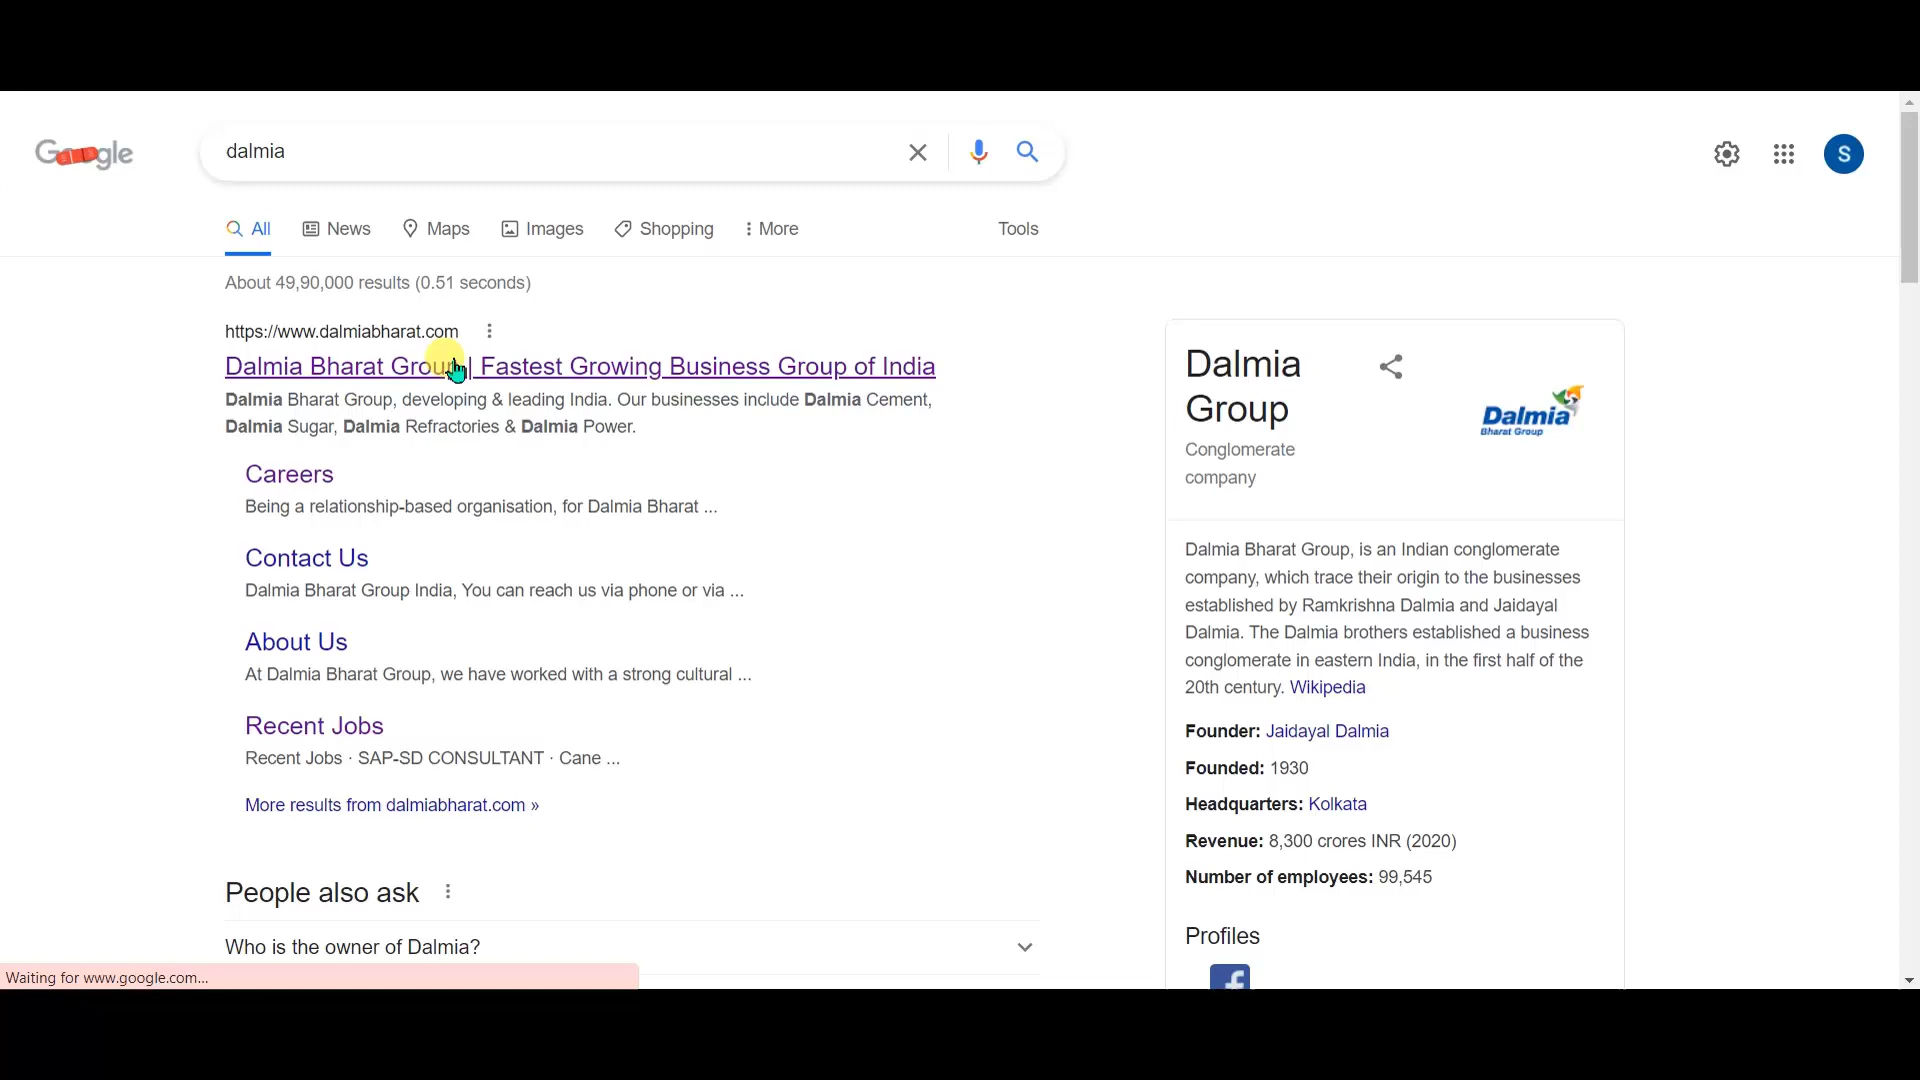 Google
dalmia
All
News
Maps
Images
Shopping
More
Tools
About 49,90,000 results (0.51 seconds)
https://www.dalmiabharat.com
Dalmia Bharat Group | Fastest Growing Business Group of India
Dalmia Bharat Group, developing & leading India. Our businesses include Dalmia Cement,
Dalmia Sugar, Dalmia Refractories & Dalmia Power.
Careers
Being a relationship-based organisation, for Dalmia Bharat ...
Contact Us
Dalmia Bharat Group India, You can reach us via phone or via ...
About Us
At Dalmia Bharat Group, we have worked with a strong cultural ...
Recent Jobs
Recent Jobs · SAP-SD CONSULTANT · Cane ...
More results from dalmiabharat.com »
People also ask
Who is the owner of Dalmia?
Waiting for www.google.com...
S
Dalmia
Group
Conglomerate
company
Dalmia
Bharat Group
Dalmia Bharat Group, is an Indian conglomerate
company, which trace their origin to the businesses
established by Ramkrishna Dalmia and Jaidayal
Dalmia. The Dalmia brothers established a business
conglomerate in eastern India, in the first half of the
20th century. Wikipedia
Founder: Jaidayal Dalmia
Founded: 1930
Headquarters: Kolkata
Revenue: 8,300 crores INR (2020)
Number of employees: 99,545
Profiles